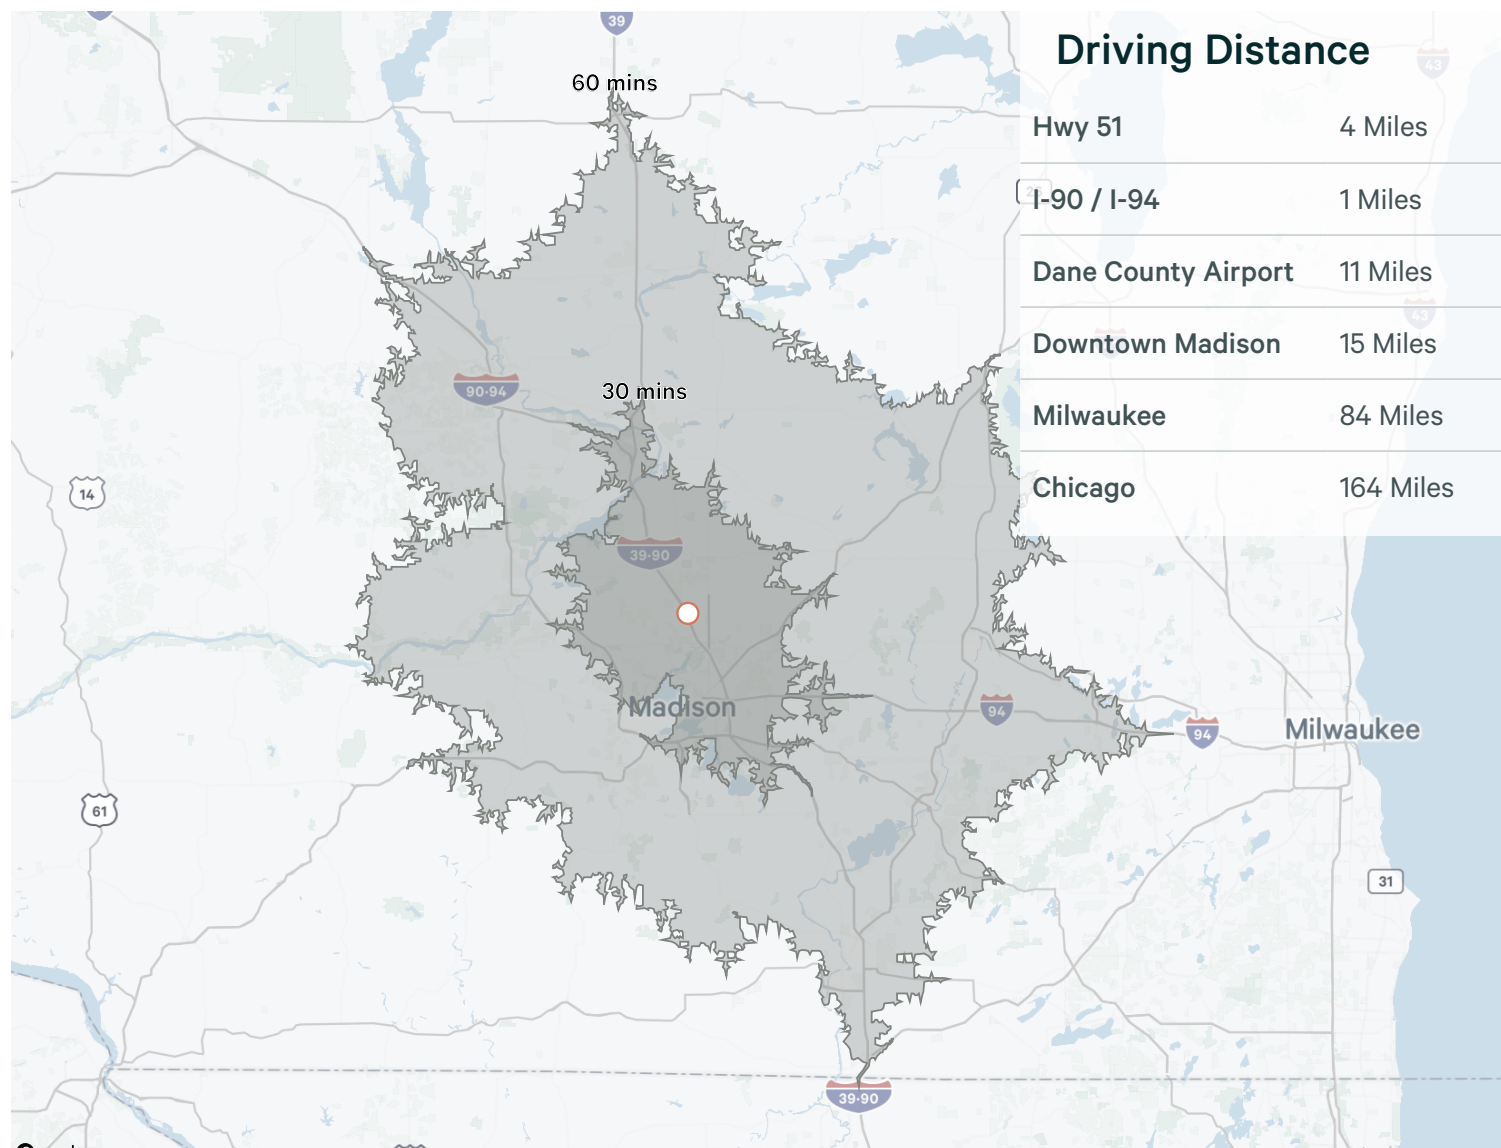 39
60 mins
Driving Distance
43
Hwy 51 4 Miles
I-90 / I-94 1 Miles
Dane County Airport 11 Miles
43
Downtown Madison 15 Miles
30 mins
90-94
Milwaukee 84 Miles
Chicago 164 Miles
14
39-90
Madison
94
94
Milwaukee
61
31
39-90